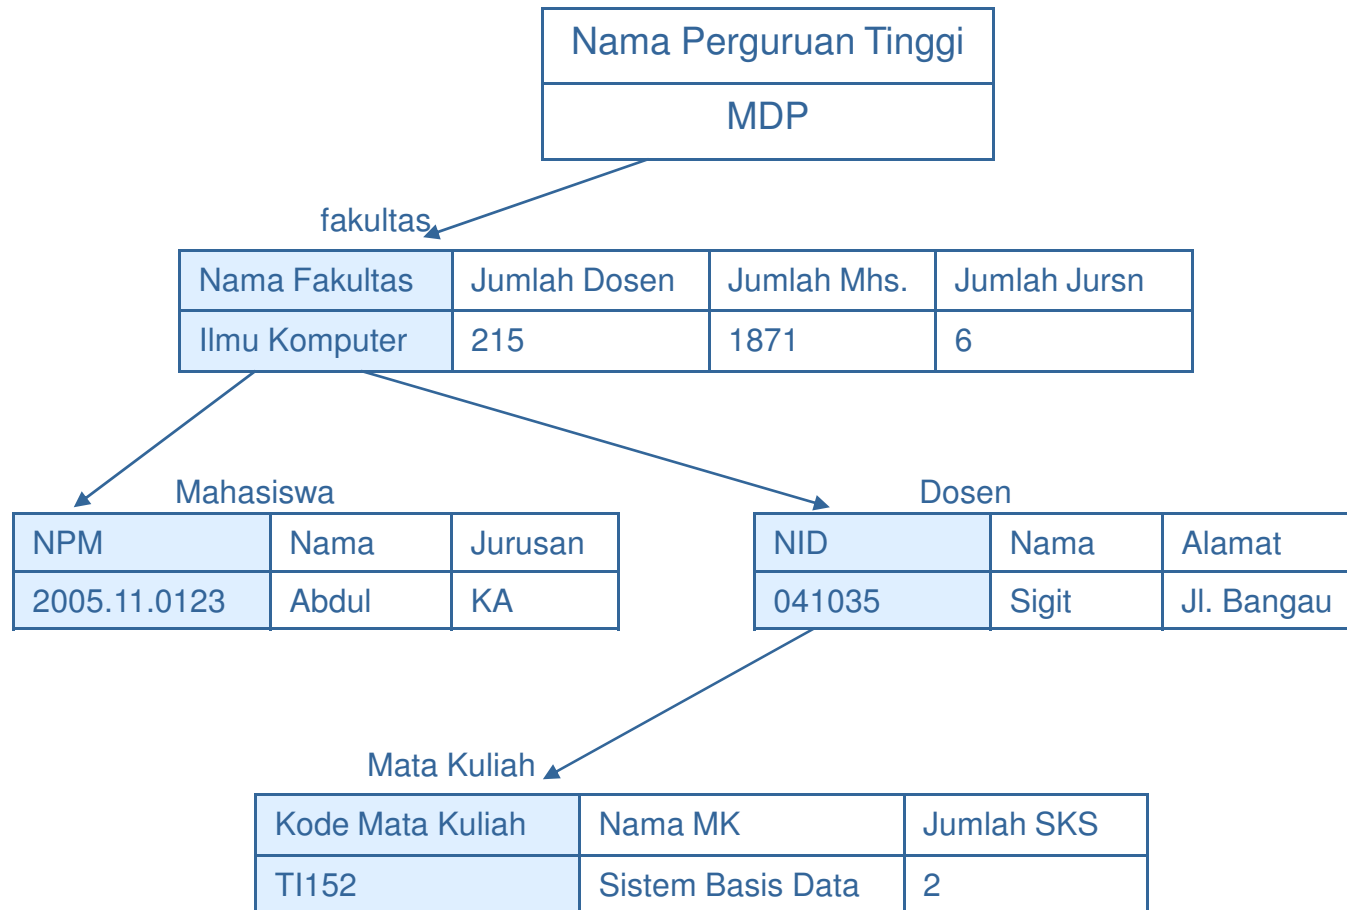 Nama Perguruan Tinggi
MDP
fakultas
Nama Fakultas Jumlah Dosen Jumlah Mhs. Jumlah Jursn
Ilmu Komputer 215 1871 6
Mahasiswa
NPM Nama Jurusan
2005.11.0123 Abdul KA
Dosen
NID Nama Alamat
041035 Sigit Jl. Bangau
Mata Kuliah
Kode Mata Kuliah Nama MK Jumlah SKS
TI152 Sistem Basis Data 2